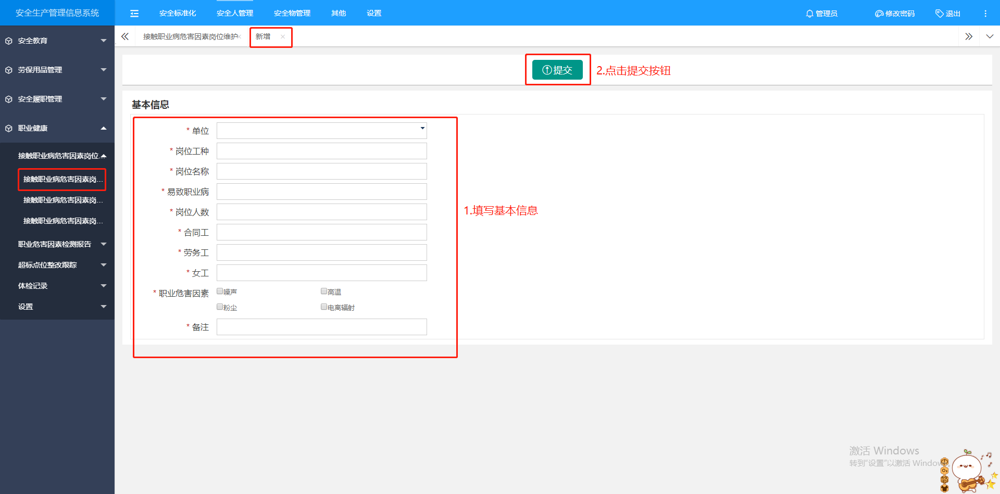 安全生产管理信息系统
安全标准化
安全人管理
安全物管理
其他
设置
管理员
修改密码
退出
接触职业病危害因素岗位维护
新增
安全教育
劳保用品管理
安全履职管理
职业健康
接触职业病危害因素岗位...
接触职业病危害因素岗...
接触职业病危害因素岗...
接触职业病危害因素岗...
职业危害因素检测报告
超标点位整改跟踪
体检记录
设置
提交
2.点击提交按钮
基本信息
* 单位
* 岗位工种
* 岗位名称
* 易致职业病
* 岗位人数
* 合同工
* 劳务工
* 女工
* 职业危害因素
噪声
高温
粉尘
电离辐射
* 备注
1.填写基本信息
激活 Windows
转到"设置"以激活 Windows。
中
简